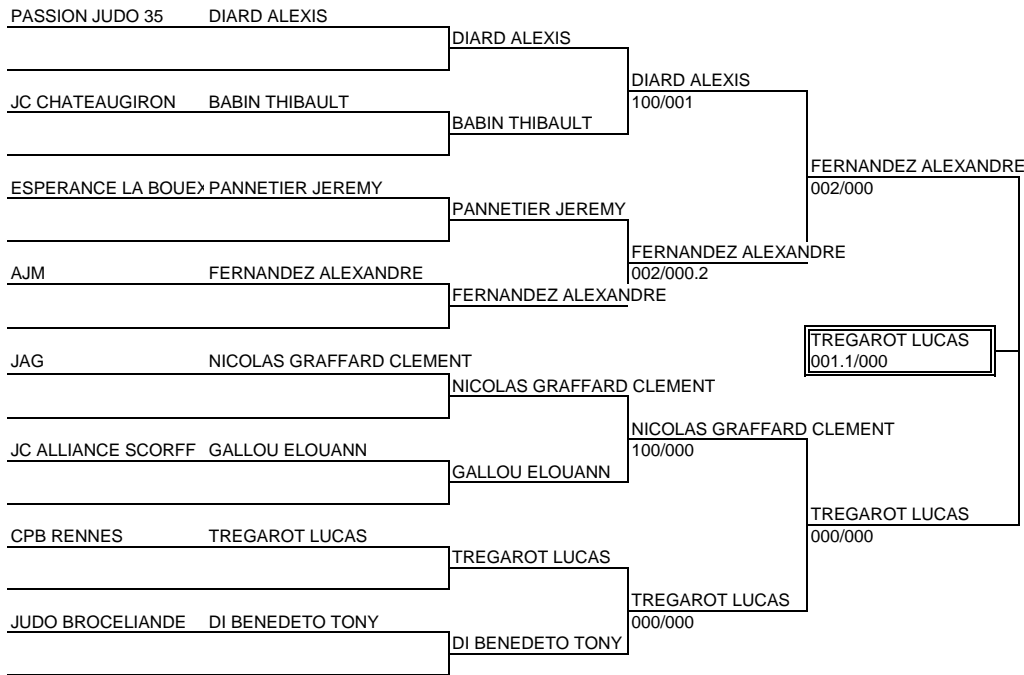 PASSION JUDO 35 DIARD ALEXIS
DIARD ALEXIS
DIARD ALEXIS
100/001
JC CHATEAUGIRON BABIN THIBAULT
BABIN THIBAULT
FERNANDEZ ALEXANDRE
002/000
ESPERANCE LA BOUEX PANNETIER JEREMY
PANNETIER JEREMY
FERNANDEZ ALEXANDRE
002/000.2
AJM FERNANDEZ ALEXANDRE
FERNANDEZ ALEXANDRE
TREGAROT LUCAS
001.1/000
JAG NICOLAS GRAFFARD CLEMENT
NICOLAS GRAFFARD CLEMENT
NICOLAS GRAFFARD CLEMENT
100/000
JC ALLIANCE SCORFF GALLOU ELOUANN
GALLOU ELOUANN
TREGAROT LUCAS
000/000
CPB RENNES TREGAROT LUCAS
TREGAROT LUCAS
TREGAROT LUCAS
000/000
JUDO BROCELIANDE DI BENEDETO TONY
DI BENEDETO TONY